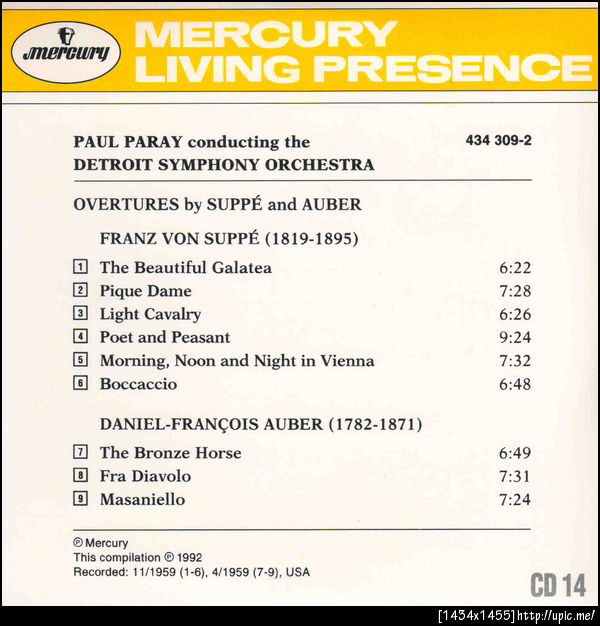 mercury
MERCURY
LIVING PRESENCE
PAUL PARAY conducting the 434 309-2
DETROIT SYMPHONY ORCHESTRA
OVERTURES by SUPPÉ and AUBER
FRANZ VON SUPPÉ (1819-1895)
1 The Beautiful Galatea 6:22
2 Pique Dame 7:28
3 Light Cavalry 6:26
4 Poet and Peasant 9:24
5 Morning, Noon and Night in Vienna 7:32
6 Boccaccio 6:48
DANIEL-FRANÇOIS AUBER (1782-1871)
7 The Bronze Horse 6:49
8 Fra Diavolo 7:31
9 Masaniello 7:24
℗ Mercury
This compilation ℗ 1992
Recorded: 11/1959 (1-6), 4/1959 (7-9), USA
CD 14
[1434x1455]http://upic.me/